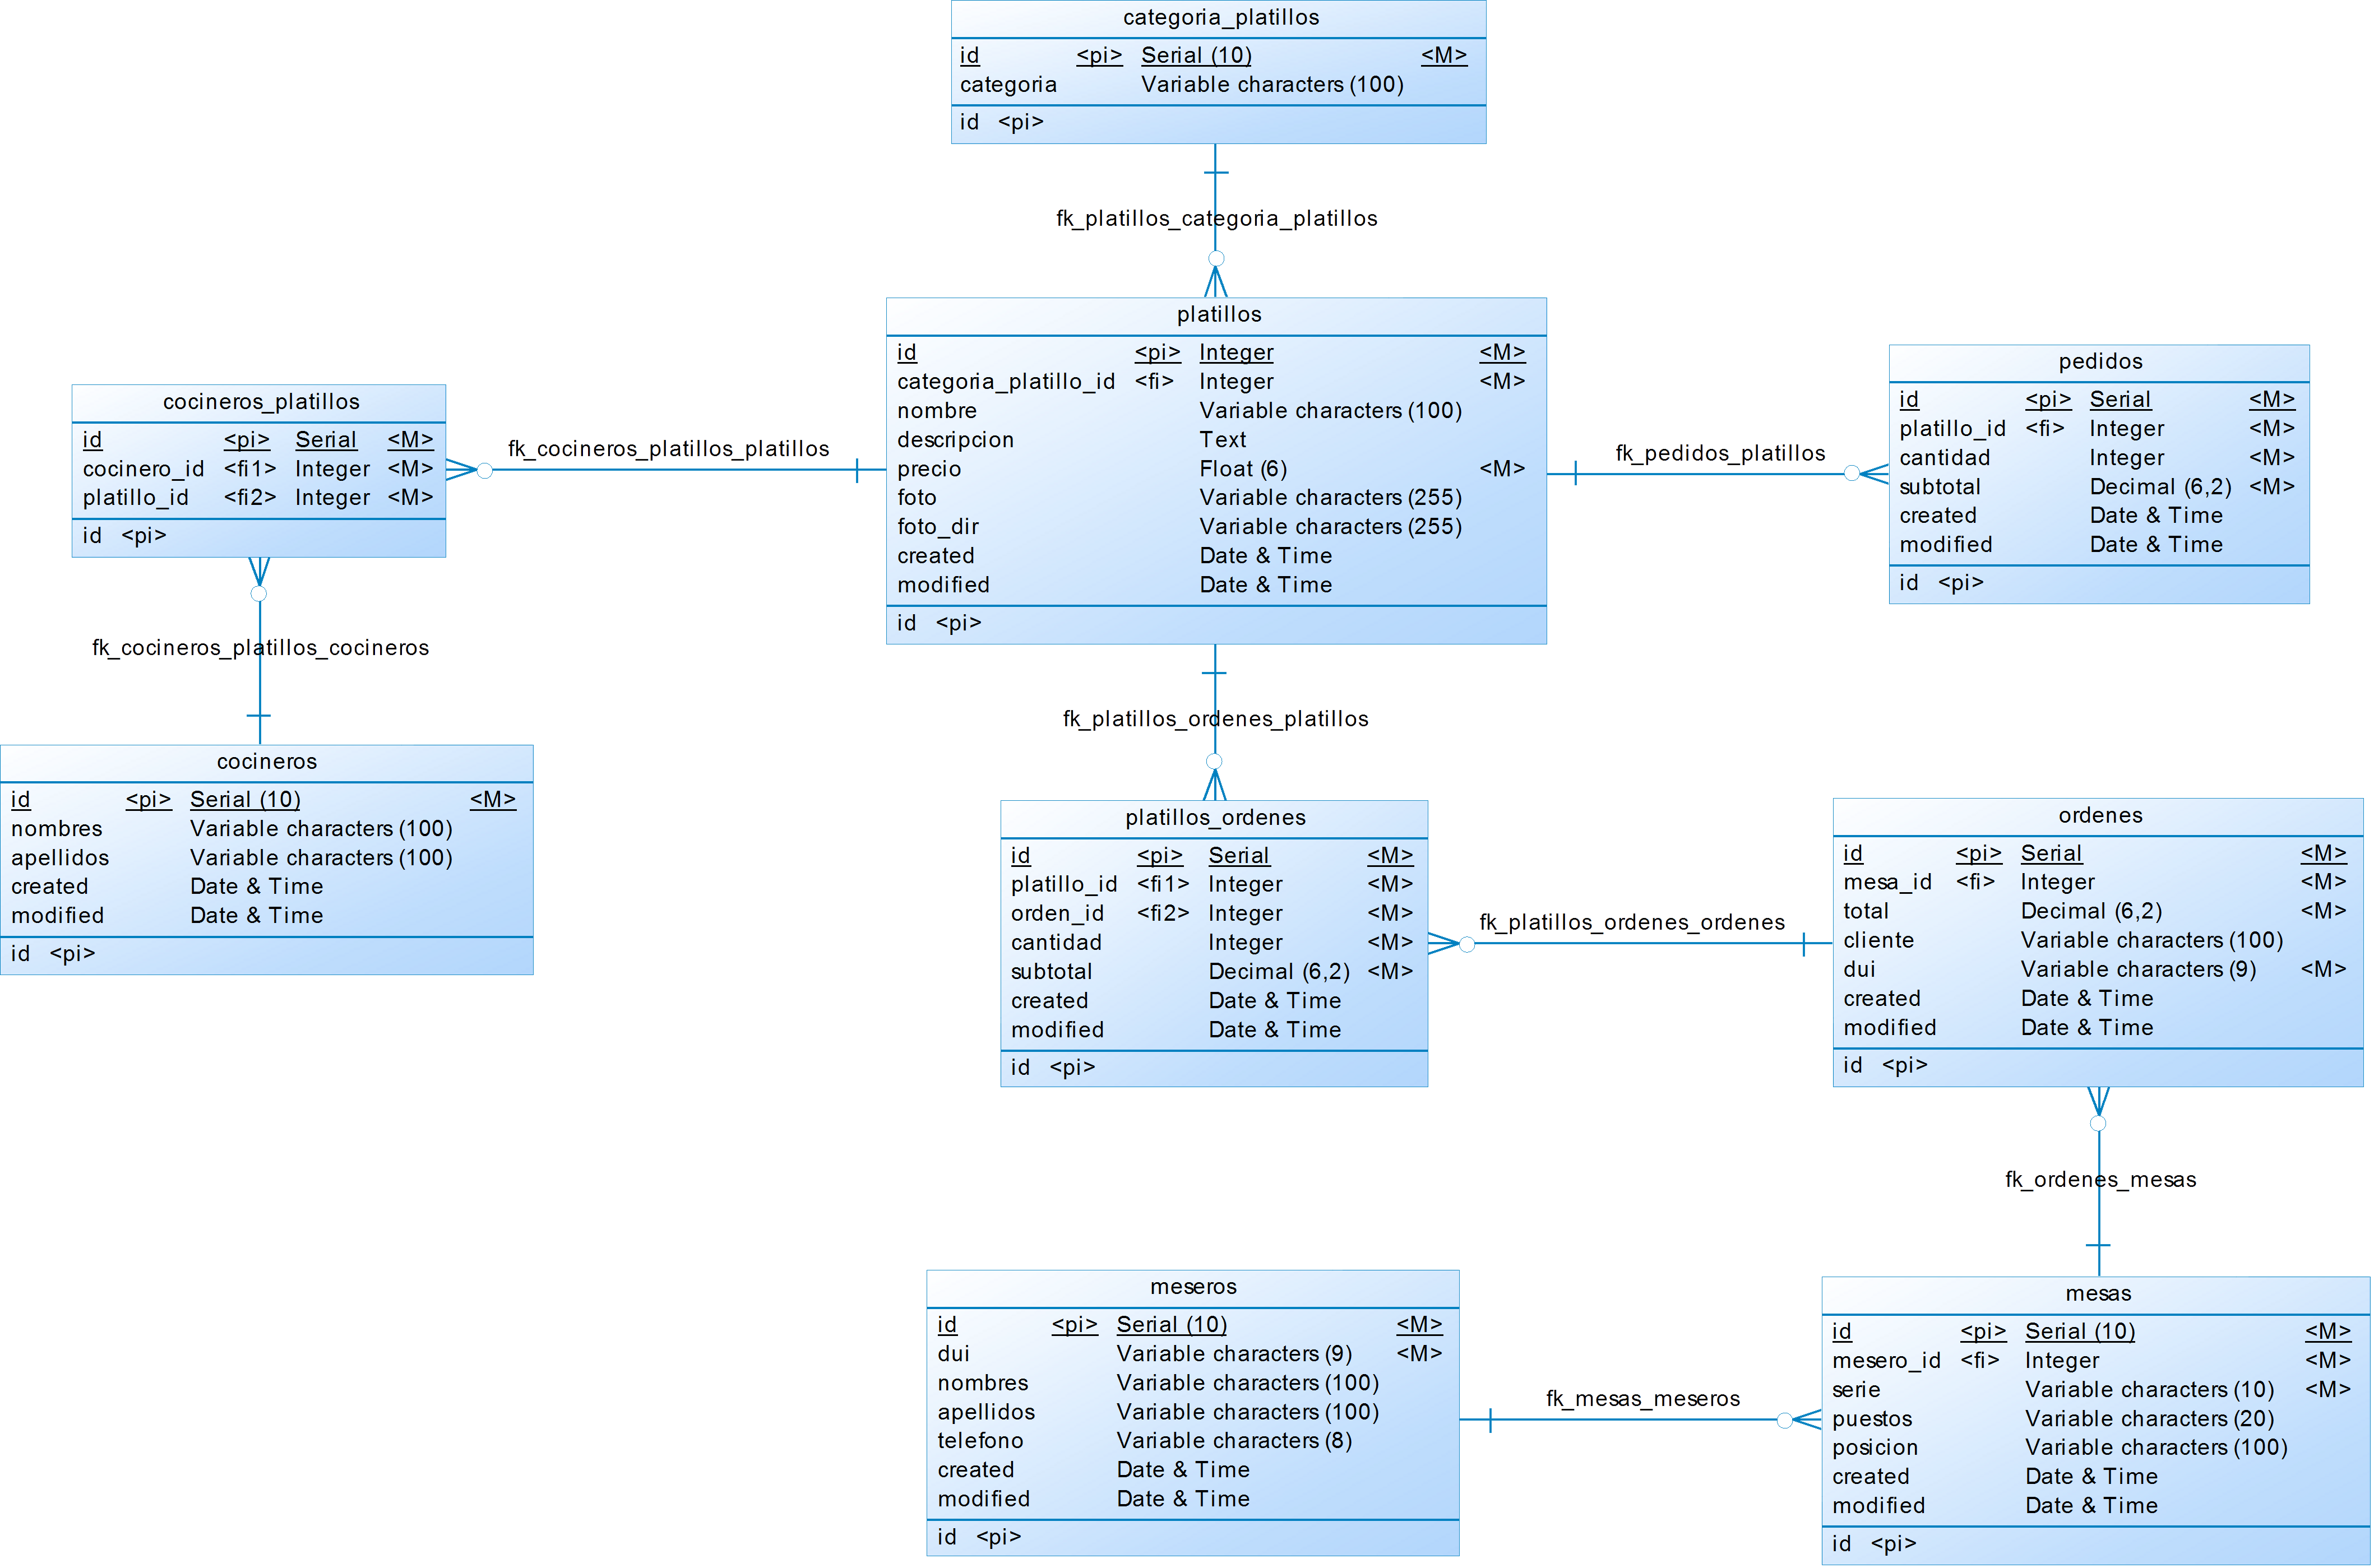 categoria_platillos
id <pi> Serial (10) <M>
categoria Variable characters (100)
id <pi>
fk_platillos_categoria_platillos
platillos
id <pi> Integer <M>
categoria_platillo_id <fi> Integer <M>
nombre Variable characters (100)
descripcion Text
precio Float (6) <M>
foto Variable characters (255)
foto_dir Variable characters (255)
created Date & Time
modified Date & Time
id <pi>
pedidos
id <pi> Serial <M>
platillo_id <fi> Integer <M>
cantidad Integer <M>
subtotal Decimal (6,2) <M>
created Date & Time
modified Date & Time
id <pi>
cocineros_platillos
id <pi> Serial <M>
cocinero_id <fi1> Integer <M>
platillo_id <fi2> Integer <M>
id <pi>
fk_cocineros_platillos_platillos
fk_pedidos_platillos
fk_cocineros_platillos_cocineros
fk_platillos_ordenes_platillos
cocineros
id <pi> Serial (10) <M>
nombres Variable characters (100)
apellidos Variable characters (100)
created Date & Time
modified Date & Time
id <pi>
platillos_ordenes
id <pi> Serial <M>
platillo_id <fi1> Integer <M>
orden_id <fi2> Integer <M>
cantidad Integer <M>
subtotal Decimal (6,2) <M>
created Date & Time
modified Date & Time
id <pi>
fk_platillos_ordenes_ordenes
ordenes
id <pi> Serial <M>
mesa_id <fi> Integer <M>
total Decimal (6,2) <M>
cliente Variable characters (100)
dui Variable characters (9) <M>
created Date & Time
modified Date & Time
id <pi>
fk_ordenes_mesas
meseros
id <pi> Serial (10) <M>
dui Variable characters (9) <M>
nombres Variable characters (100)
apellidos Variable characters (100)
telefono Variable characters (8)
created Date & Time
modified Date & Time
id <pi>
fk_mesas_meseros
mesas
id <pi> Serial (10) <M>
mesero_id <fi> Integer <M>
serie Variable characters (10) <M>
puestos Variable characters (20)
posicion Variable characters (100)
created Date & Time
modified Date & Time
id <pi>